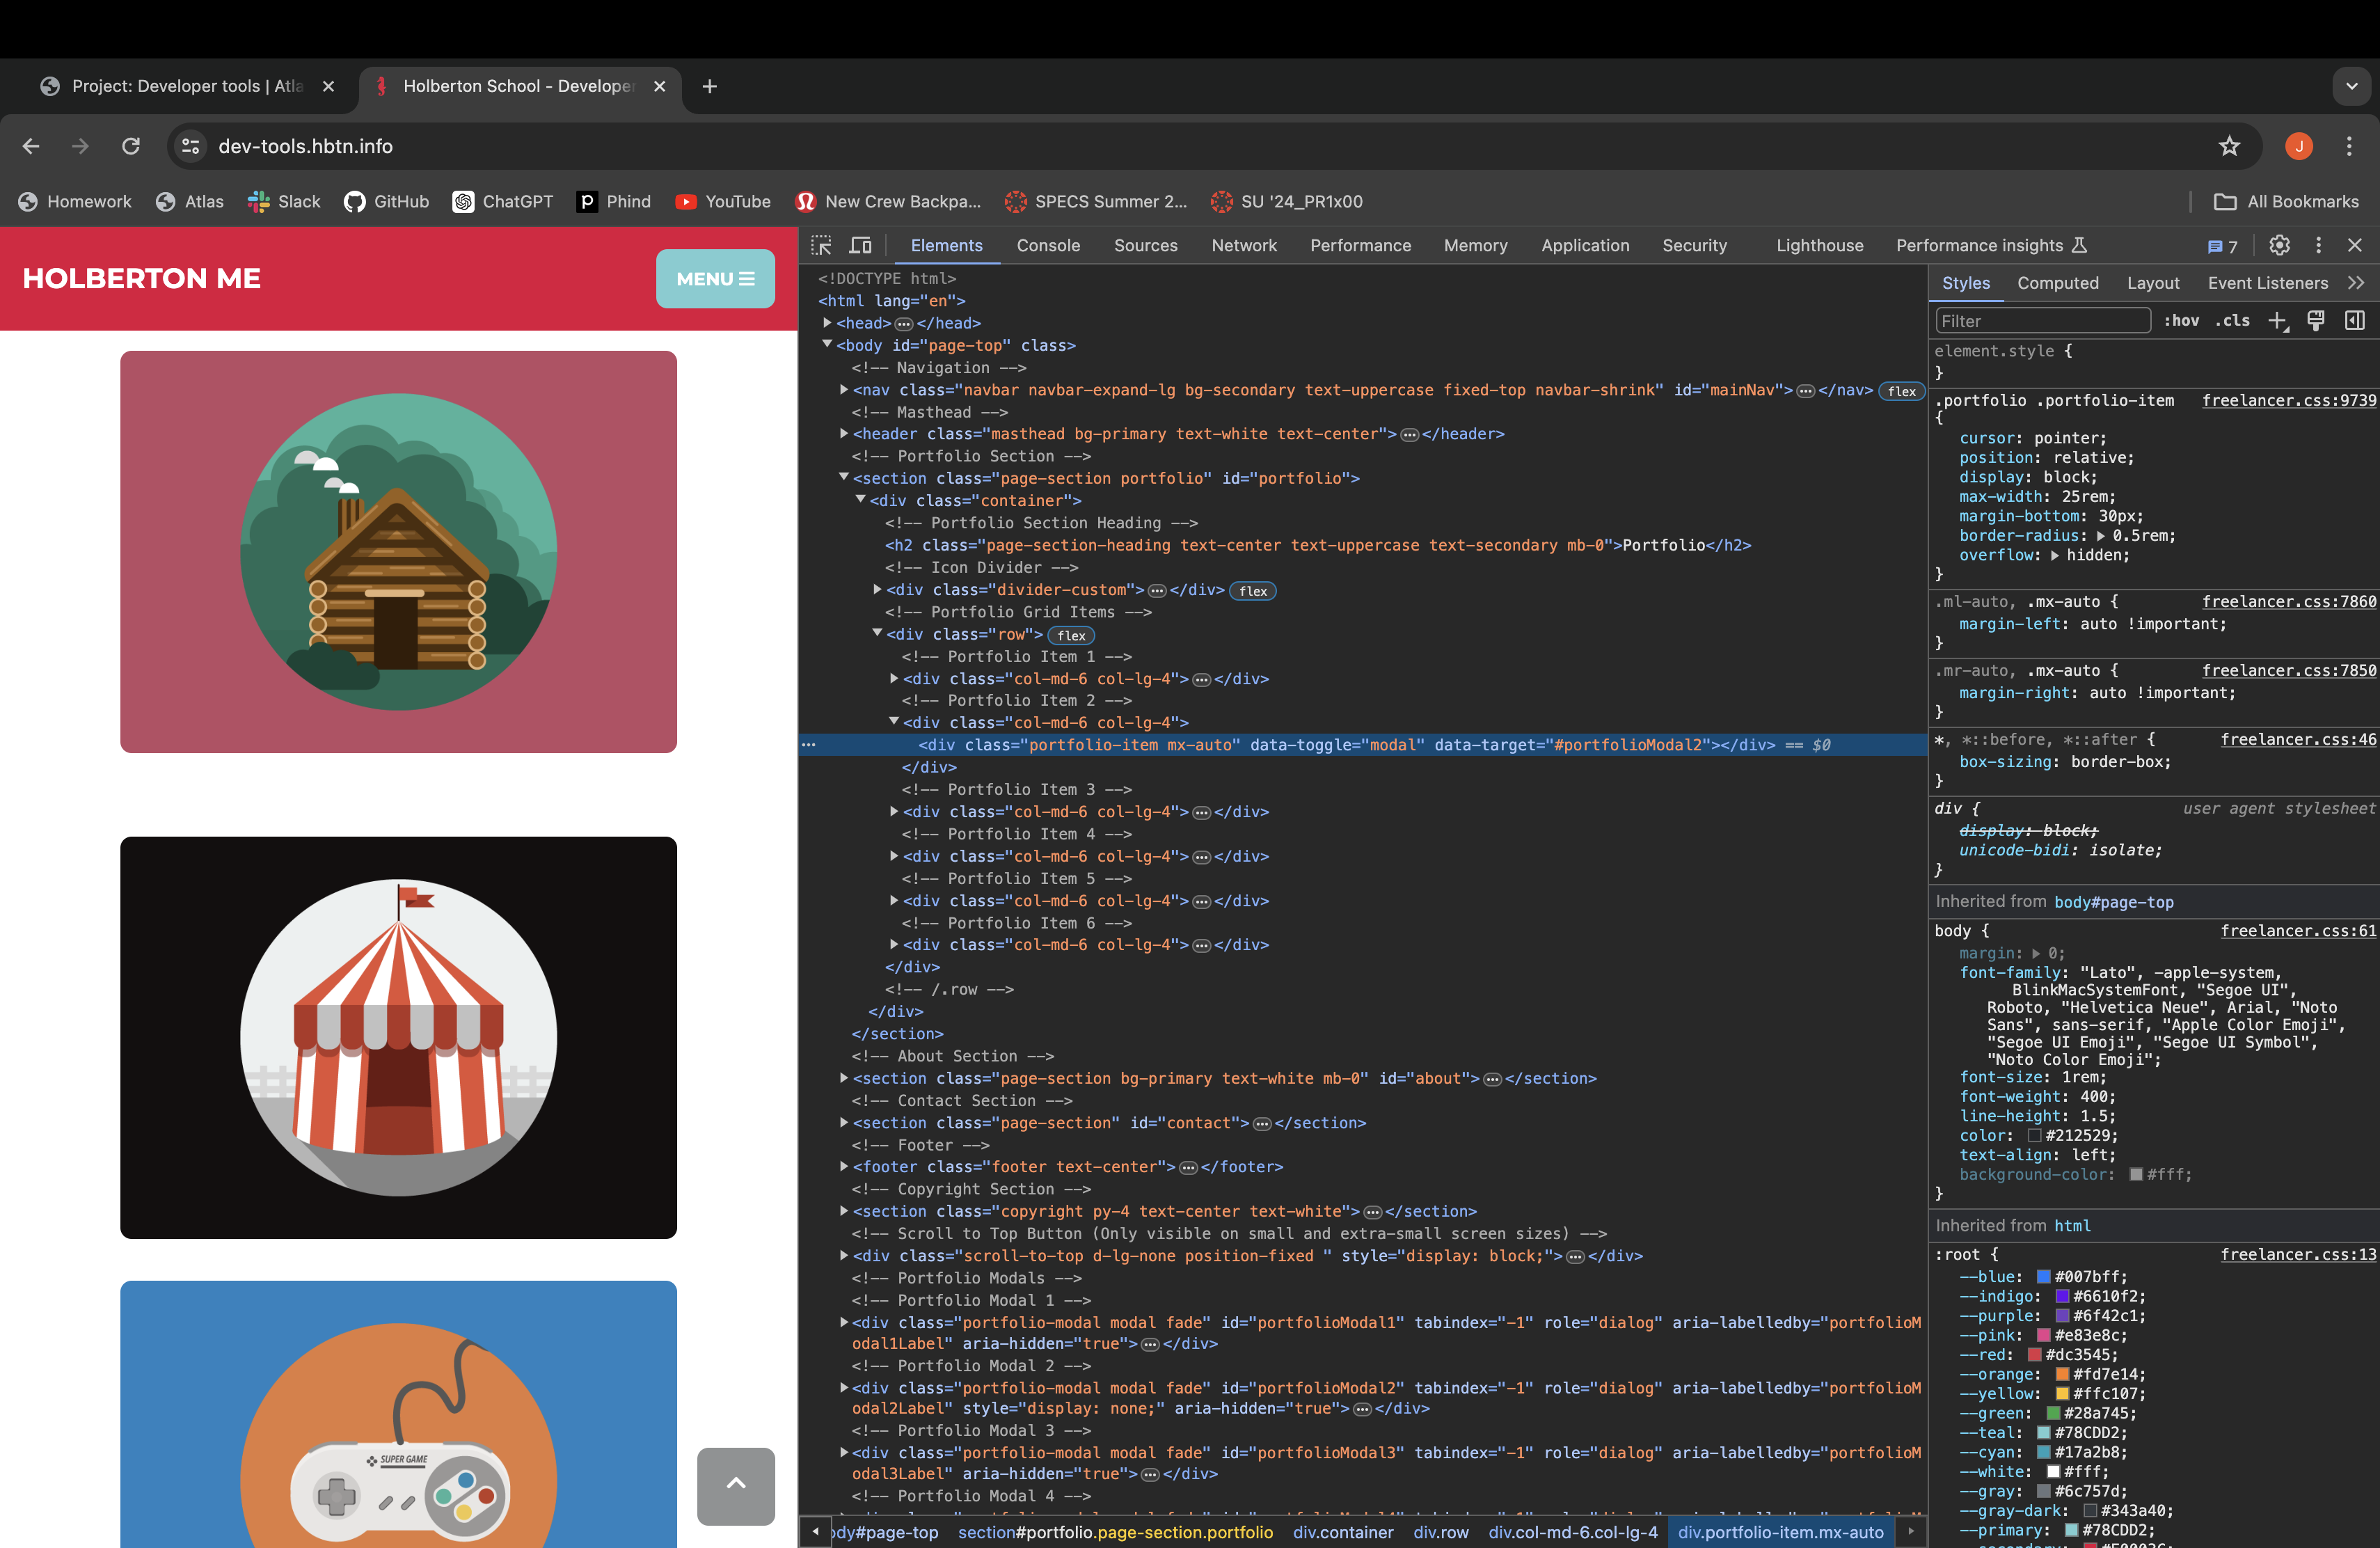 Project: Developer tools | Atla
Holberton School - Developer
dev-tools.hbtn.info
J
Homework
Atlas
Slack
GitHub
ChatGPT
Phind
YouTube
New Crew Backpa...
SPECS Summer 2...
SU '24_PR1x00
All Bookmarks
HOLBERTON ME
MENU
SUPER GAME
Elements Console Sources Network Performance Memory Application Security Lighthouse Performance insights 7
<!DOCTYPE html>
<html lang="en">
<head>…</head>
<body id="page-top" class>
<!-- Navigation -->
<nav class="navbar navbar-expand-lg bg-secondary text-uppercase fixed-top navbar-shrink" id="mainNav">…</nav> flex
<!-- Masthead -->
<header class="masthead bg-primary text-white text-center">…</header>
<!-- Portfolio Section -->
<section class="page-section portfolio" id="portfolio">
<div class="container">
<!-- Portfolio Section Heading -->
<h2 class="page-section-heading text-center text-uppercase text-secondary mb-0">Portfolio</h2>
<!-- Icon Divider -->
<div class="divider-custom">…</div> flex
<!-- Portfolio Grid Items -->
<div class="row"> flex
<!-- Portfolio Item 1 -->
<div class="col-md-6 col-lg-4">…</div>
<!-- Portfolio Item 2 -->
<div class="col-md-6 col-lg-4">
<div class="portfolio-item mx-auto" data-toggle="modal" data-target="#portfolioModal2"></div> == $0
</div>
<!-- Portfolio Item 3 -->
<div class="col-md-6 col-lg-4">…</div>
<!-- Portfolio Item 4 -->
<div class="col-md-6 col-lg-4">…</div>
<!-- Portfolio Item 5 -->
<div class="col-md-6 col-lg-4">…</div>
<!-- Portfolio Item 6 -->
<div class="col-md-6 col-lg-4">…</div>
</div>
<!-- /.row -->
</div>
</section>
<!-- About Section -->
<section class="page-section bg-primary text-white mb-0" id="about">…</section>
<!-- Contact Section -->
<section class="page-section" id="contact">…</section>
<!-- Footer -->
<footer class="footer text-center">…</footer>
<!-- Copyright Section -->
<section class="copyright py-4 text-center text-white">…</section>
<!-- Scroll to Top Button (Only visible on small and extra-small screen sizes) -->
<div class="scroll-to-top d-lg-none position-fixed " style="display: block;">…</div>
<!-- Portfolio Modals -->
<!-- Portfolio Modal 1 -->
<div class="portfolio-modal modal fade" id="portfolioModal1" tabindex="-1" role="dialog" aria-labelledby="portfolioM
odal1Label" aria-hidden="true">…</div>
<!-- Portfolio Modal 2 -->
<div class="portfolio-modal modal fade" id="portfolioModal2" tabindex="-1" role="dialog" aria-labelledby="portfolioM
odal2Label" style="display: none;" aria-hidden="true">…</div>
<!-- Portfolio Modal 3 -->
<div class="portfolio-modal modal fade" id="portfolioModal3" tabindex="-1" role="dialog" aria-labelledby="portfolioM
odal3Label" aria-hidden="true">…</div>
<!-- Portfolio Modal 4 -->
ody#page-top section#portfolio.page-section.portfolio div.container div.row div.col-md-6.col-lg-4 div.portfolio-item.mx-auto
Styles Computed Layout Event Listeners
Filter :hov .cls
element.style {
}
.portfolio .portfolio-item freelancer.css:9739
{
cursor: pointer;
position: relative;
display: block;
max-width: 25rem;
margin-bottom: 30px;
border-radius: 0.5rem;
overflow: hidden;
}
.ml-auto, .mx-auto { freelancer.css:7860
margin-left: auto !important;
}
.mr-auto, .mx-auto { freelancer.css:7850
margin-right: auto !important;
}
*, *::before, *::after { freelancer.css:46
box-sizing: border-box;
}
div { user agent stylesheet
display: block;
unicode-bidi: isolate;
}
Inherited from body#page-top
body { freelancer.css:61
margin: 0;
font-family: "Lato", -apple-system,
BlinkMacSystemFont, "Segoe UI",
Roboto, "Helvetica Neue", Arial, "Noto
Sans", sans-serif, "Apple Color Emoji",
"Segoe UI Emoji", "Segoe UI Symbol",
"Noto Color Emoji";
font-size: 1rem;
font-weight: 400;
line-height: 1.5;
color: #212529;
text-align: left;
background-color: #fff;
}
Inherited from html
:root { freelancer.css:13
--blue: #007bff;
--indigo: #6610f2;
--purple: #6f42c1;
--pink: #e83e8c;
--red: #dc3545;
--orange: #fd7e14;
--yellow: #ffc107;
--green: #28a745;
--teal: #78CDD2;
--cyan: #17a2b8;
--white: #fff;
--gray: #6c757d;
--gray-dark: #343a40;
--primary: #78CDD2;